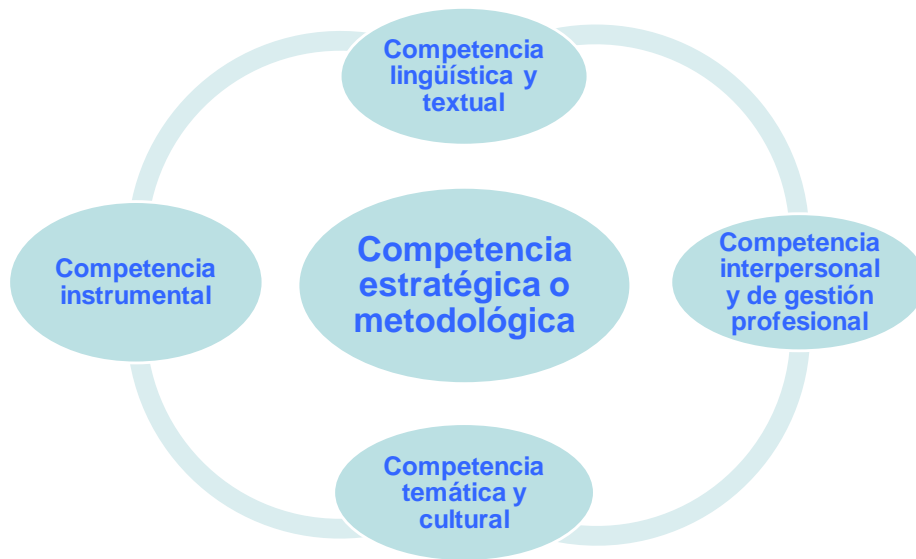 Competencia
lingüística y
textual
Competencia
instrumental
Competencia
estratégica o
metodológica
Competencia
interpersonal
y de gestión
profesional
Competencia
temática y
cultural